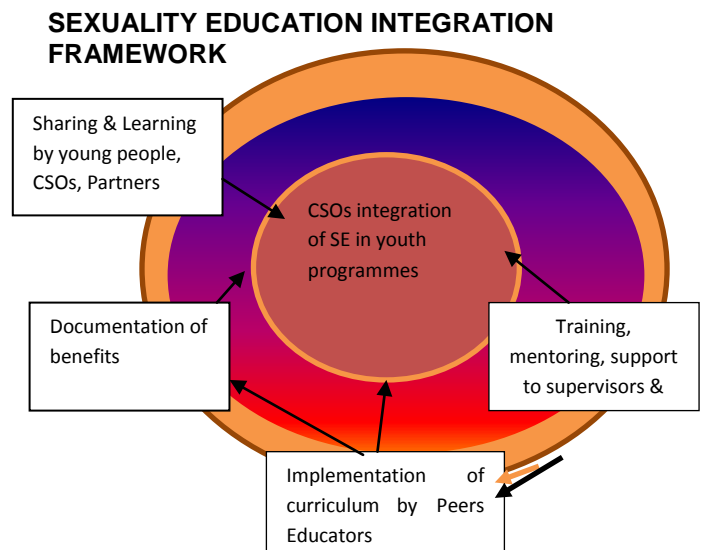 SEXUALITY EDUCATION INTEGRATION
FRAMEWORK
Sharing & Learning
by young people,
CSOs, Partners
CSOs integration
of SE in youth
programmes
Documentation of
benefits
Training,
mentoring, support
to supervisors &
Implementation of
curriculum by Peers
Educators